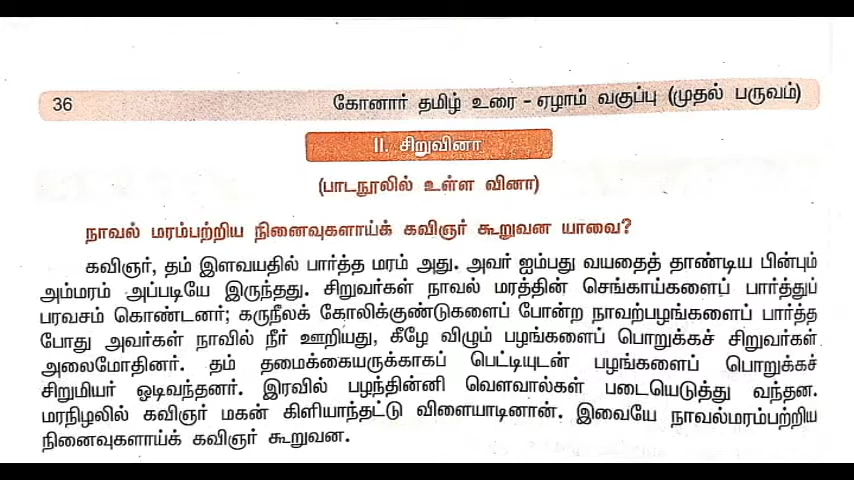 36
கோனார் தமிழ் உரை - ஏழாம் வகுப்பு (முதல் பருவம்)
II. சிறுவினா
(பாடநூலில் உள்ள வினா)
நாவல் மரம்பற்றிய நினைவுகளாய்க் கவிஞர் கூறுவன யாவை?
கவிஞர், தம் இளவயதில் பார்த்த மரம் அது. அவர் ஐம்பது வயதைத் தாண்டிய பின்பும்
அம்மரம் அப்படியே இருந்தது. சிறுவர்கள் நாவல் மரத்தின் செங்காய்களைப் பார்த்துப்
பரவசம் கொண்டனர்; கருநீலக் கோலிக்குண்டுகளைப் போன்ற நாவற்பழங்களைப் பார்த்த
போது அவர்கள் நாவில் நீர் ஊறியது, கீழே விழும் பழங்களைப் பொறுக்கச் சிறுவர்கள்
அலைமோதினர். தம் தமைக்கையருக்காகப் பெட்டியுடன் பழங்களைப் பொறுக்கச்
சிறுமியர் ஓடிவந்தனர். இரவில் பழந்தின்னி வௌவால்கள் படையெடுத்து வந்தன.
மரநிழலில் கவிஞர் மகன் கிளியாந்தட்டு விளையாடினான். இவையே நாவல்மரம்பற்றிய
நினைவுகளாய்க் கவிஞர் கூறுவன.